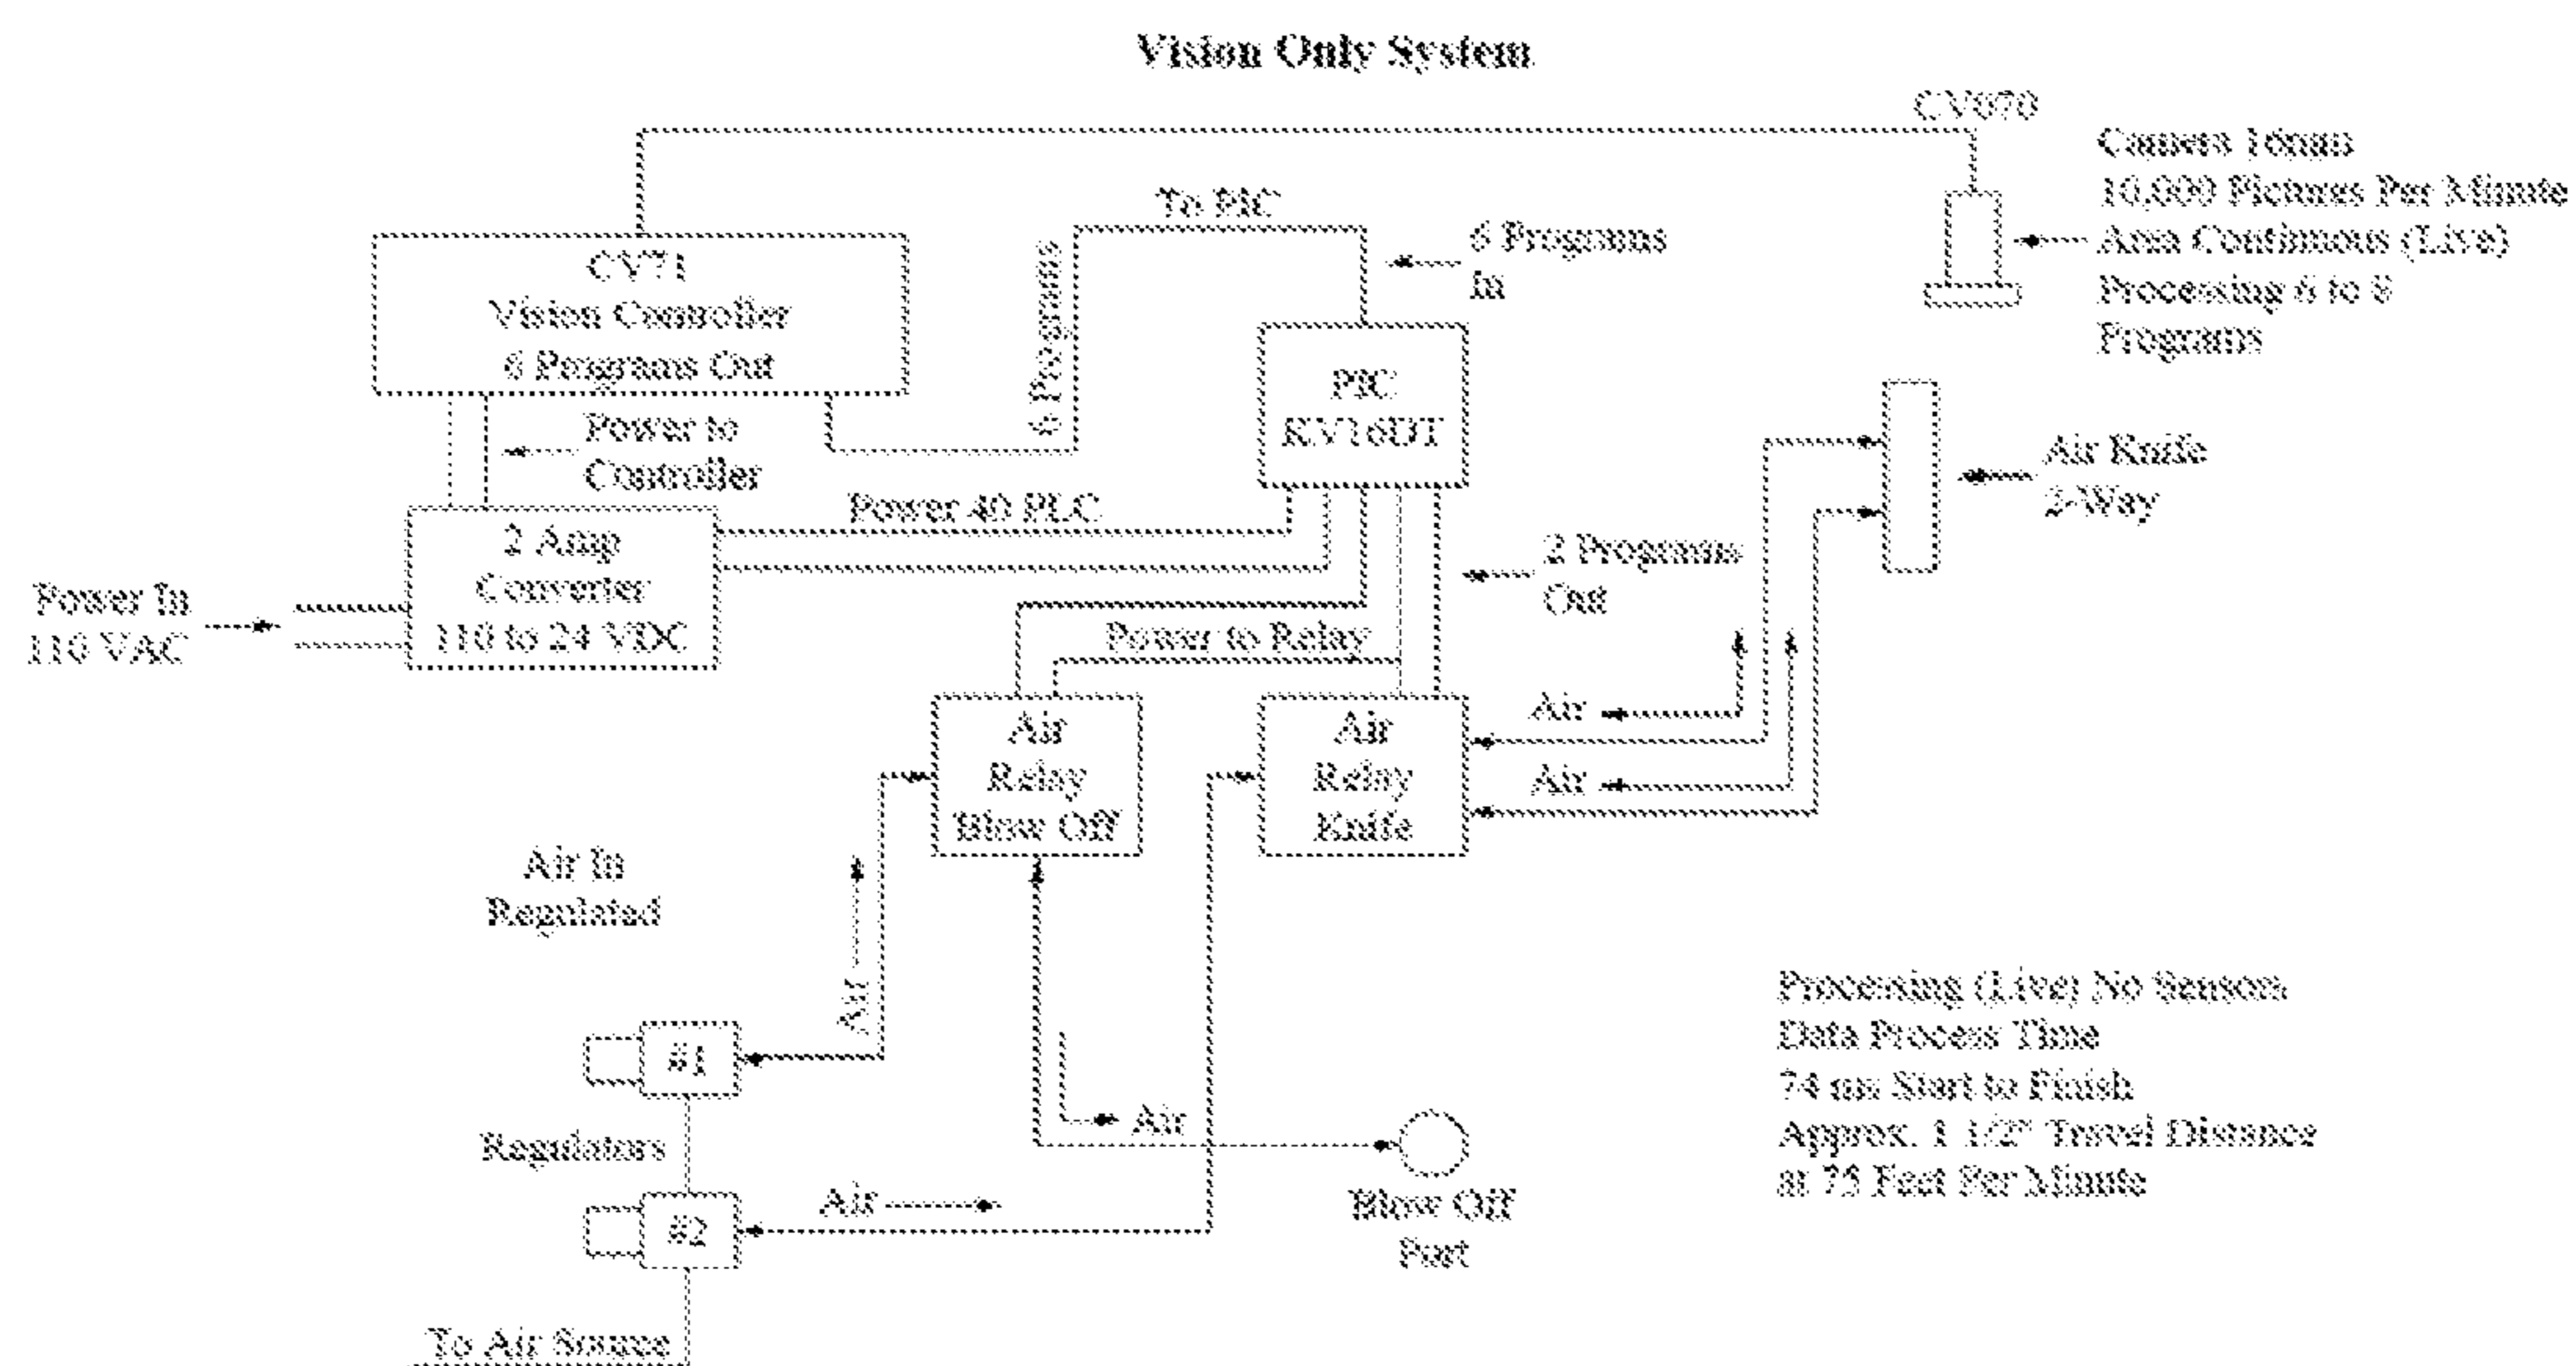 Vision Only System
CV070
Camera 16mm
10,000 Pictures Per Minute
Area Continuous (Live)
Processing 6 to 8
Programs
To PIC
6 Programs
In
6 Programs
CV71
Vision Controller
6 Programs Out
PIC
KV16DT
Power to
Controller
Air Knife
2-Way
Power 40 PLC
2 Amp
Converter
110 to 24 VDC
2 Programs
Out
Power In
110 VAC
Power to Relay
Air
Relay
Blow Off
Air
Relay
Knife
Air
Air
Air In
Regulated
Air
Processing (Live) No Sensors
Data Process Time
74 ms Start to Finish
Approx. 1 1/2" Travel Distance
at 75 Feet Per Minute
#1
Air
Regulators
#2
Air
Blow Off
Port
To Air Source